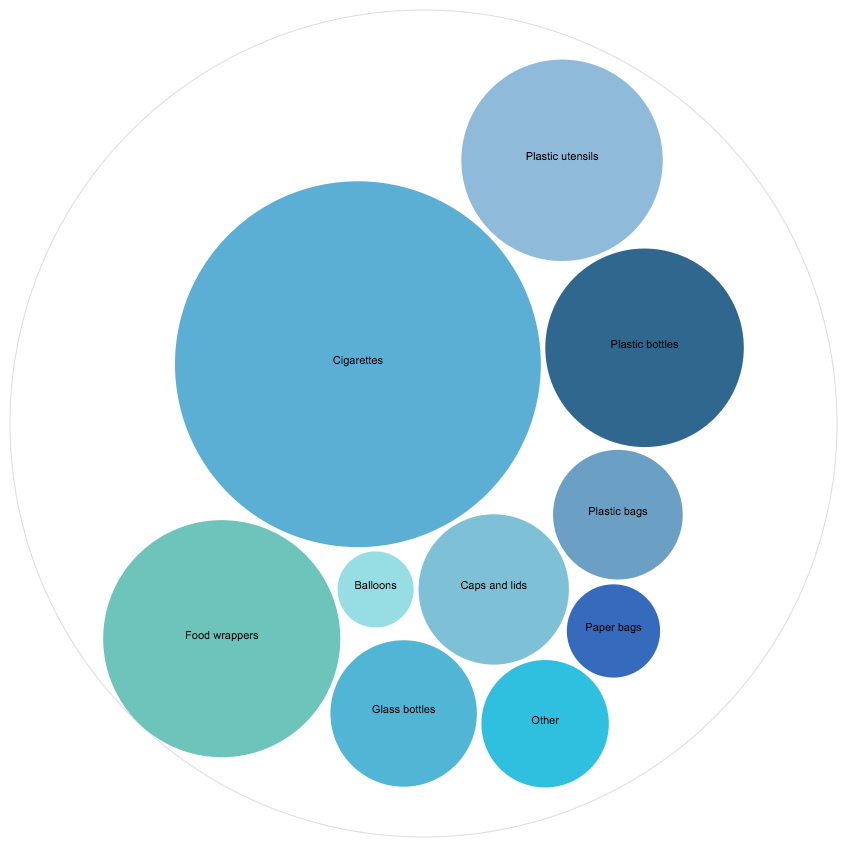 Plastic utensils
Plastic bottles
Cigarettes
Plastic bags
Balloons
Caps and lids
Paper bags
Food wrappers
Glass bottles
Other